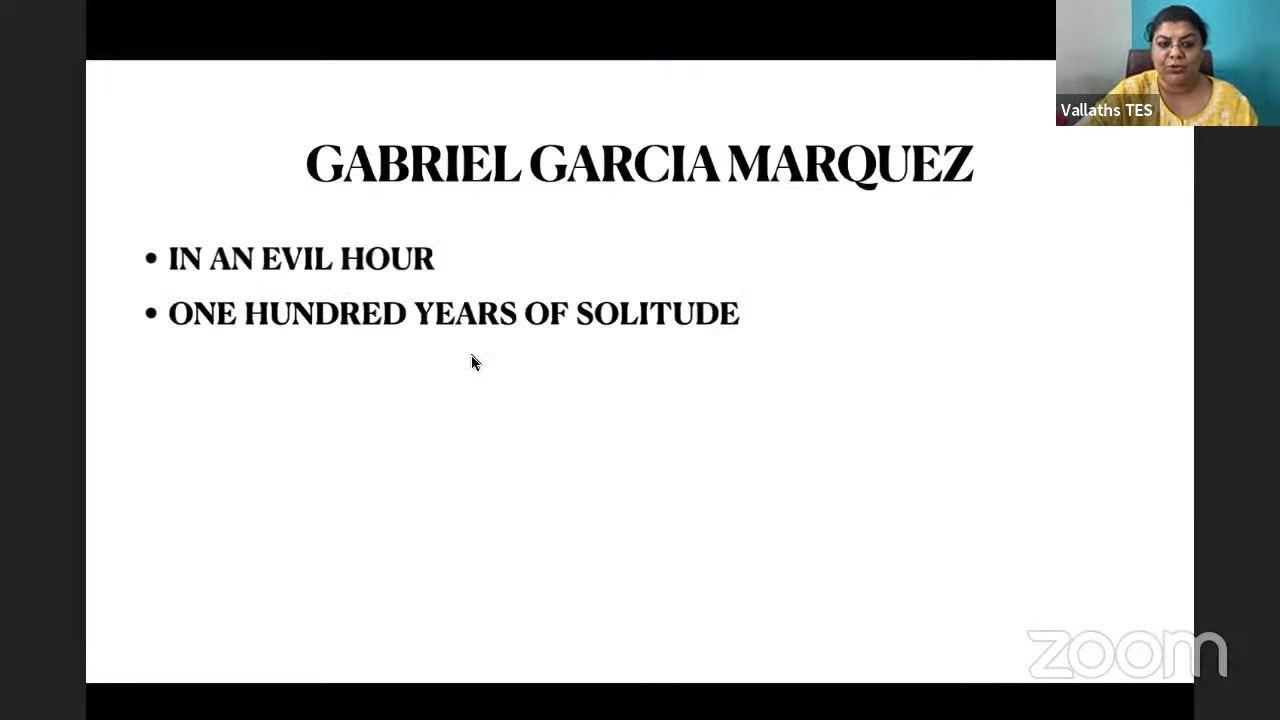 Vallaths TES
GABRIEL GARCIA MARQUEZ
• IN AN EVIL HOUR
• ONE HUNDRED YEARS OF SOLITUDE
zoom